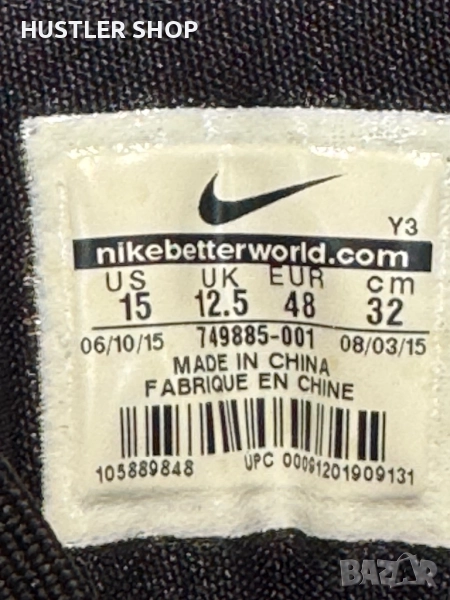 HUSTLER SHOP
Y3
nikebetterworld.com
US UK EUR cm
15 12.5 48 32
06/10/15 749885-001 08/03/15
MADE IN CHINA
FABRIQUE EN CHINE
105889848 UPC 00091201909131
BAZAR